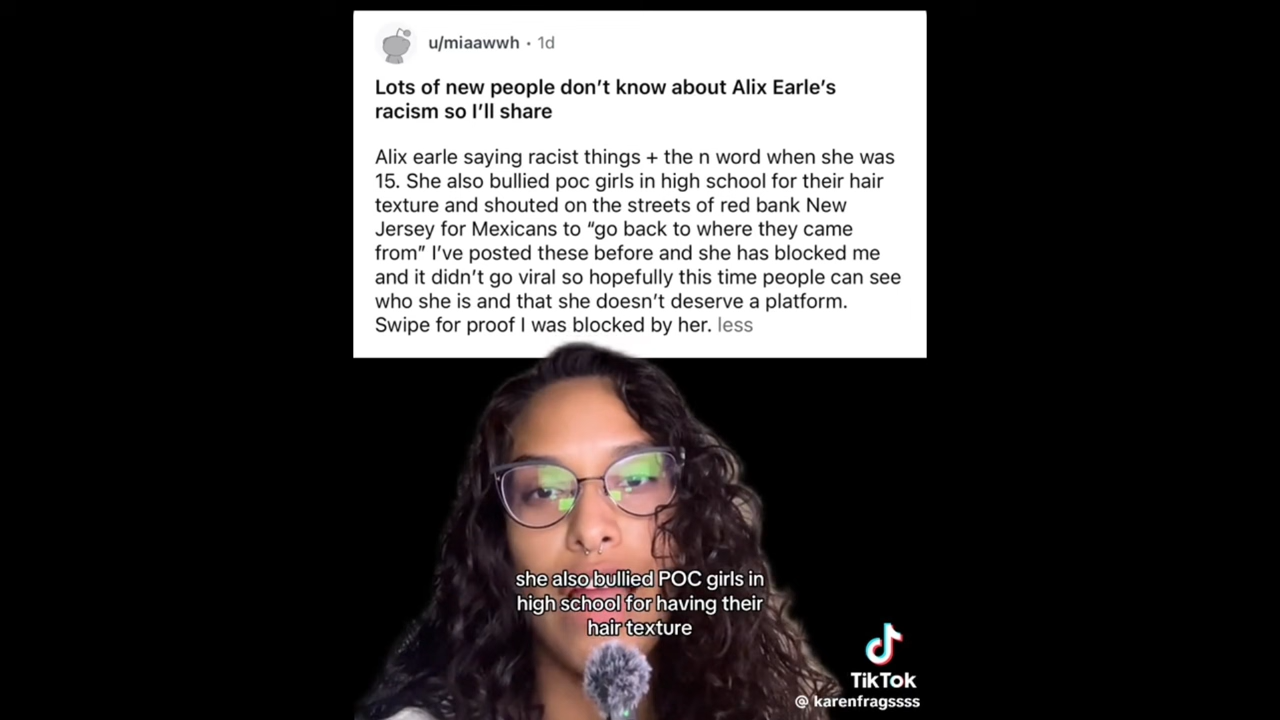 u/miaawwh · 1d
Lots of new people don’t know about Alix Earle’s
racism so I’ll share
Alix earle saying racist things + the n word when she was
15. She also bullied poc girls in high school for their hair
texture and shouted on the streets of red bank New
Jersey for Mexicans to “go back to where they came
from” I’ve posted these before and she has blocked me
and it didn’t go viral so hopefully this time people can see
who she is and that she doesn’t deserve a platform.
Swipe for proof I was blocked by her. less
she also bullied POC girls in
high school for having their
hair texture
TikTok
@ karenfragssss